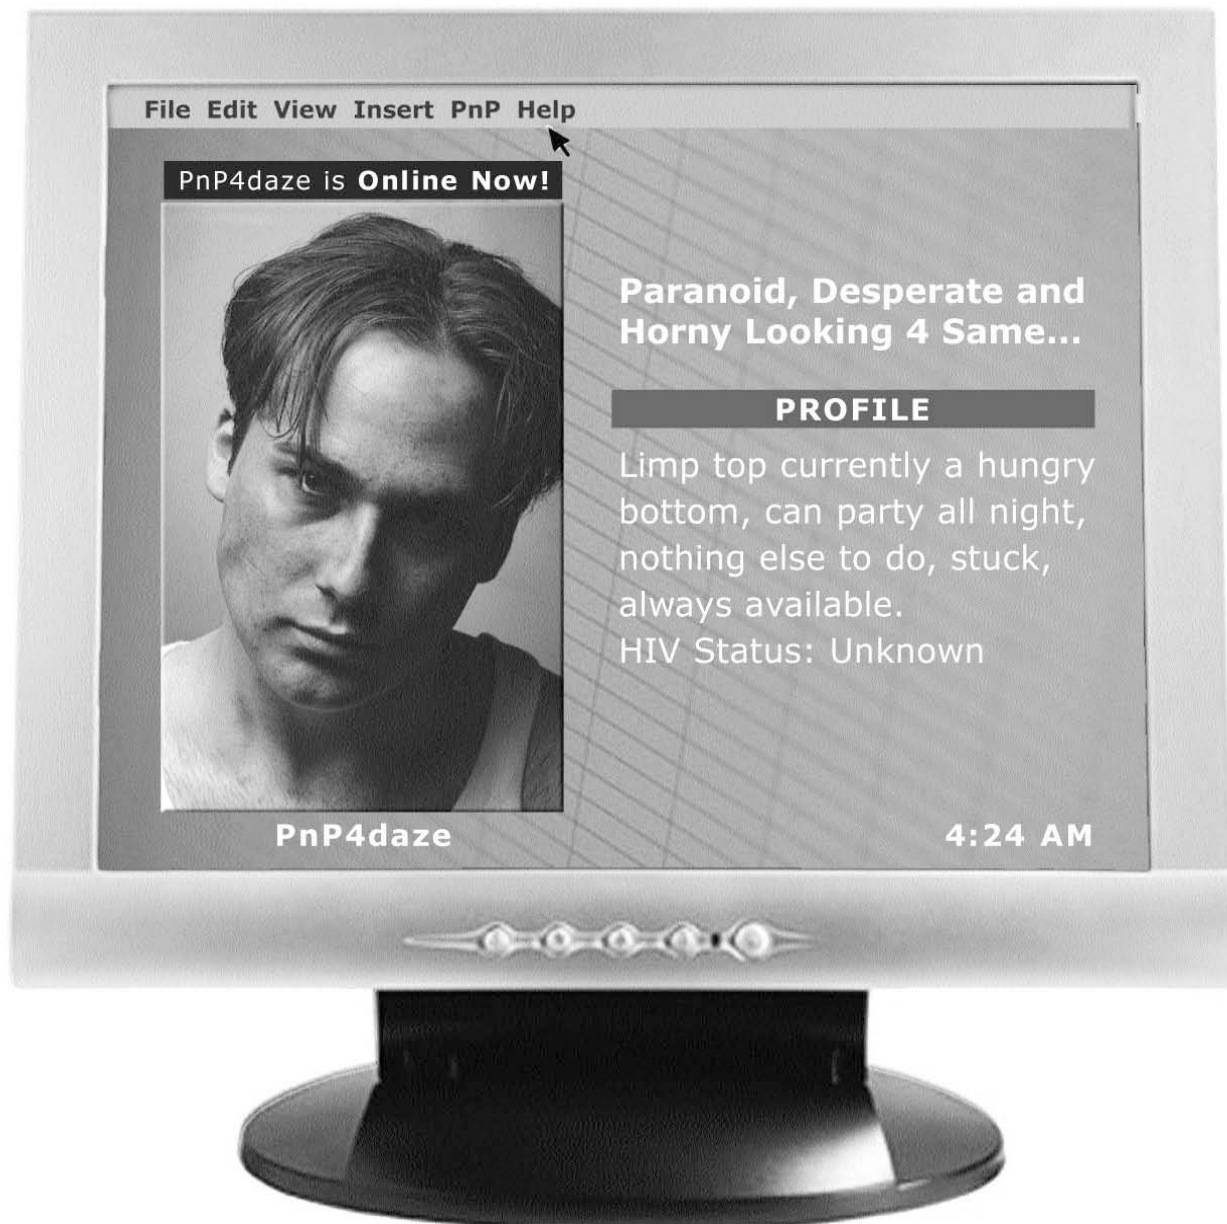 File Edit View Insert PnP Help
PnP4daze is Online Now!
Paranoid, Desperate and
Horny Looking 4 Same...
PROFILE
Limp top currently a hungry
bottom, can party all night,
nothing else to do, stuck,
always available.
HIV Status: Unknown
PnP4daze
4:24 AM